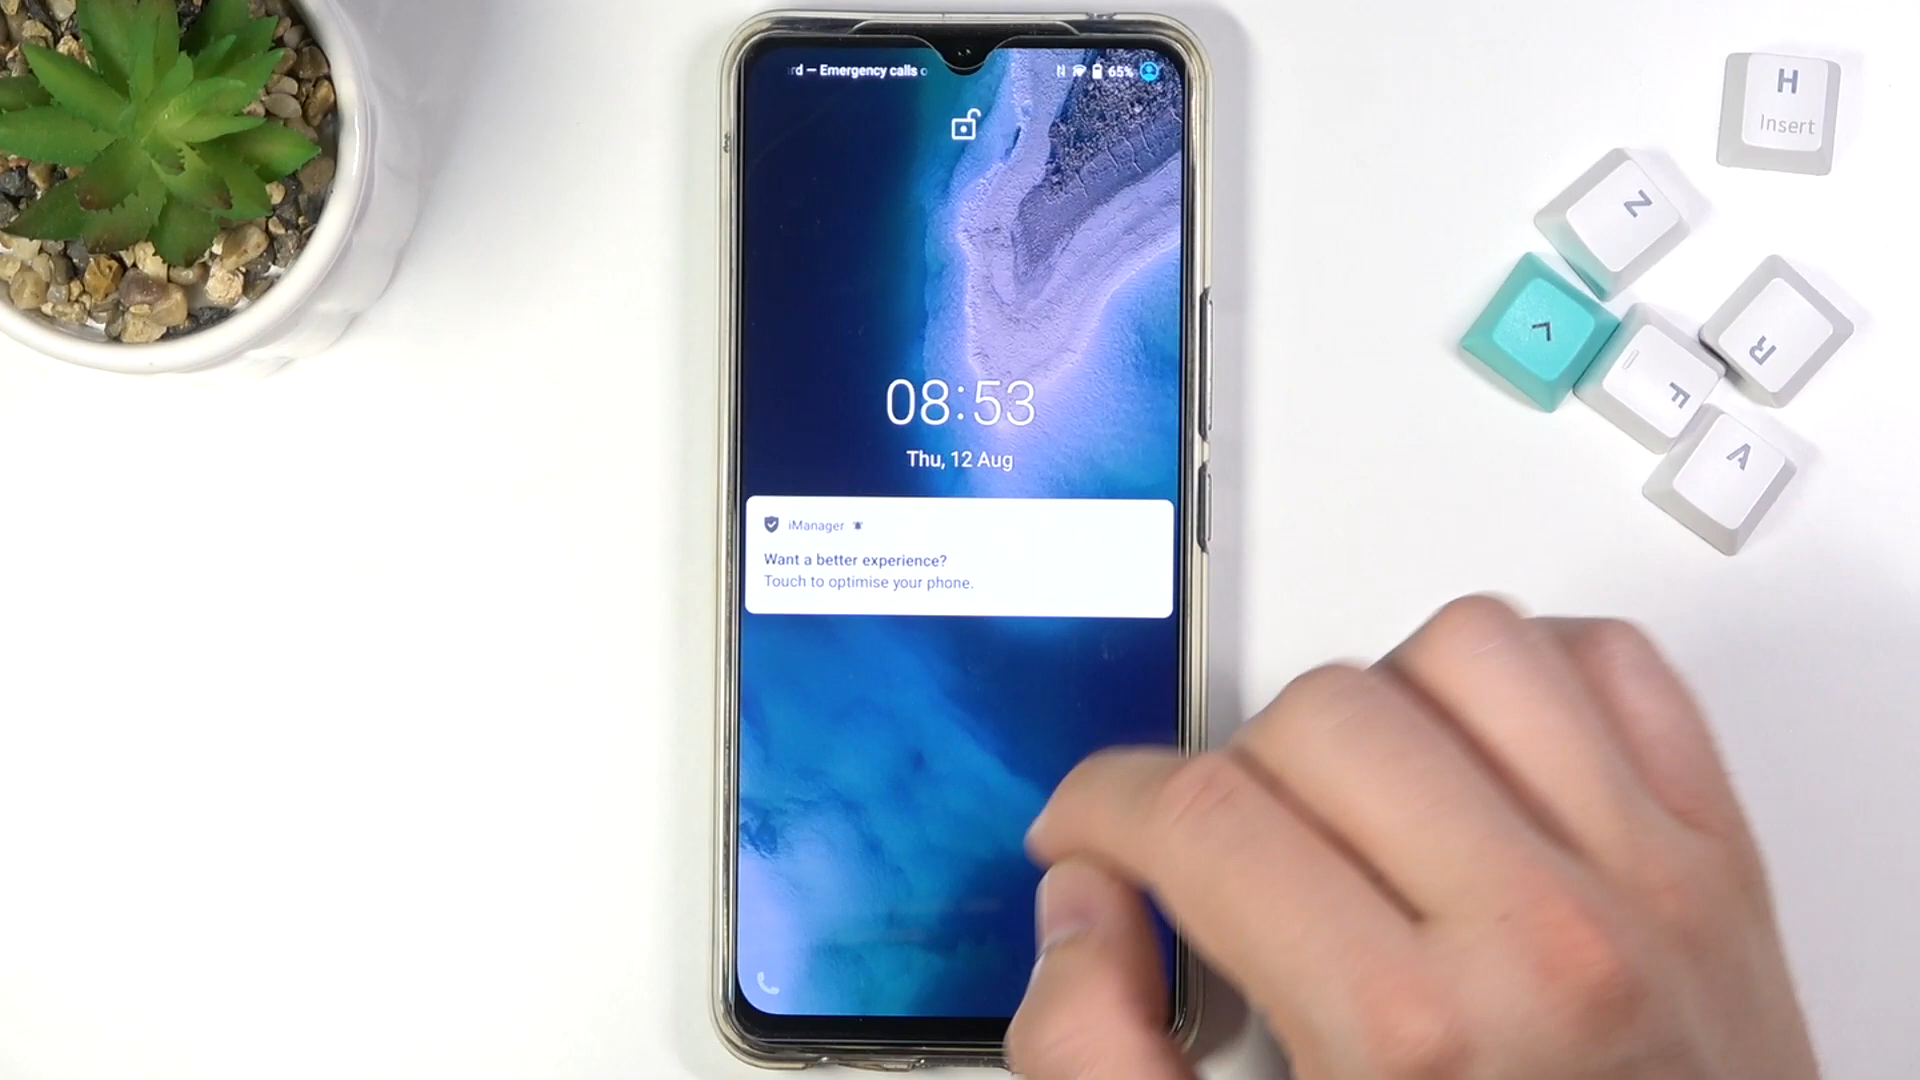 rd — Emergency calls o
65%
08:53
Thu, 12 Aug
iManager
Want a better experience?
Touch to optimise your phone.
H
Insert
Z
<
R
F
A